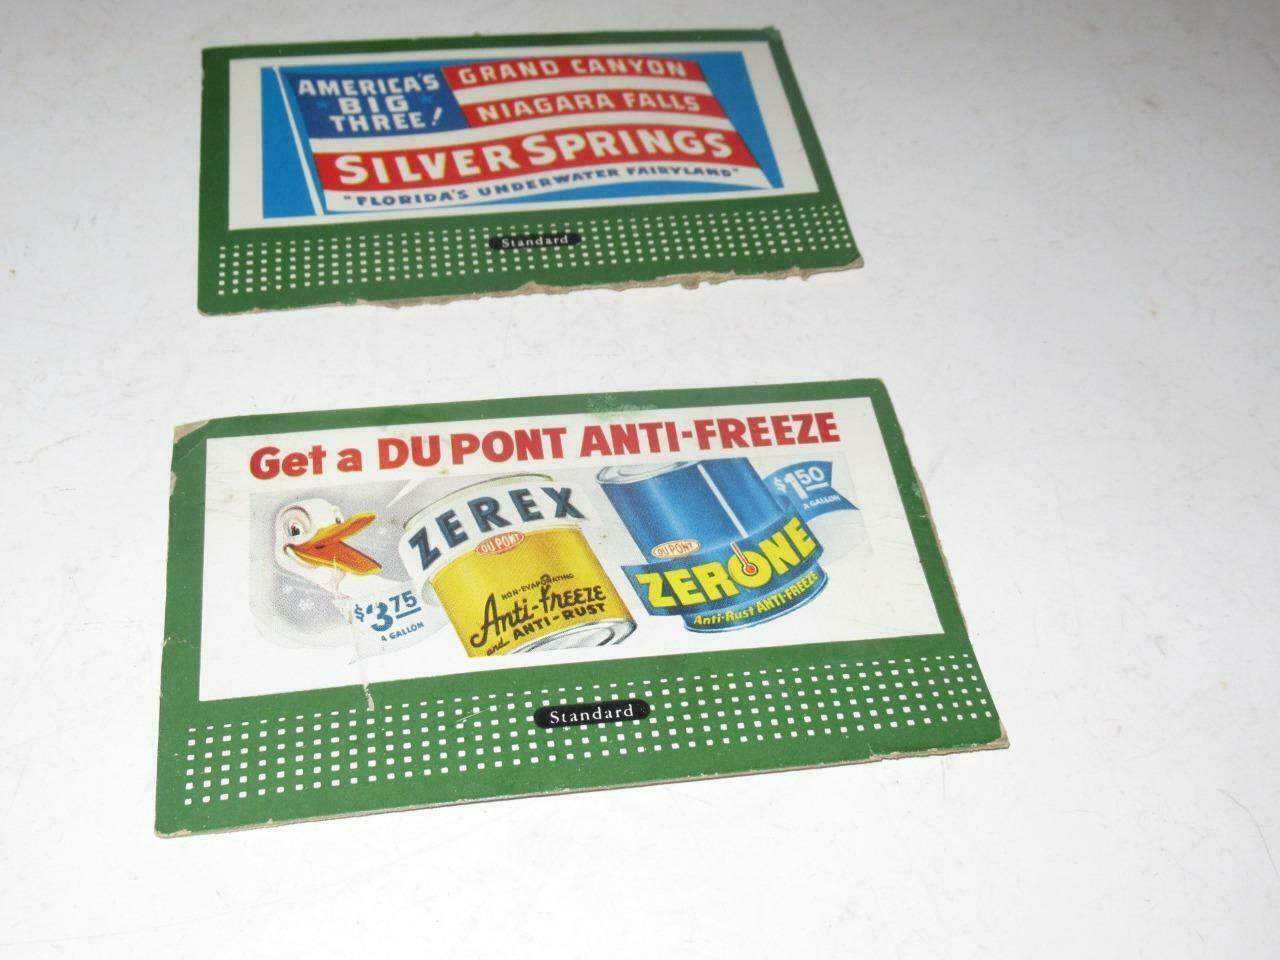 AMERICA'S
BIG
THREE!
GRAND CANYON
NIAGARA FALLS
SILVER SPRINGS
"FLORIDA'S UNDERWATER FAIRYLAND"
Standard
Get a DU PONT ANTI-FREEZE
ZEREX
DU PONT
NON-EVAPORATING
Anti-freeze
and ANTI-RUST
$3.75
A GALLON
$1.50
A GALLON
DU PONT
ZERONE
Anti-Rust ANTI-FREEZE
Standard